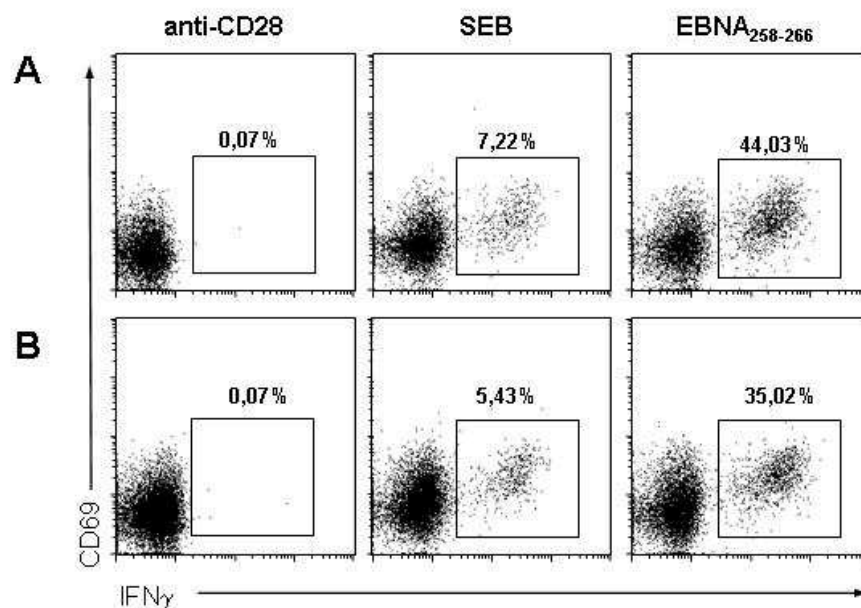 anti-CD28 SEB EBNA₂₅₈₋₂₆₆
A
0,07% 7,22% 44,03%
B
0,07% 5,43% 35,02%
CD69
IFNγ